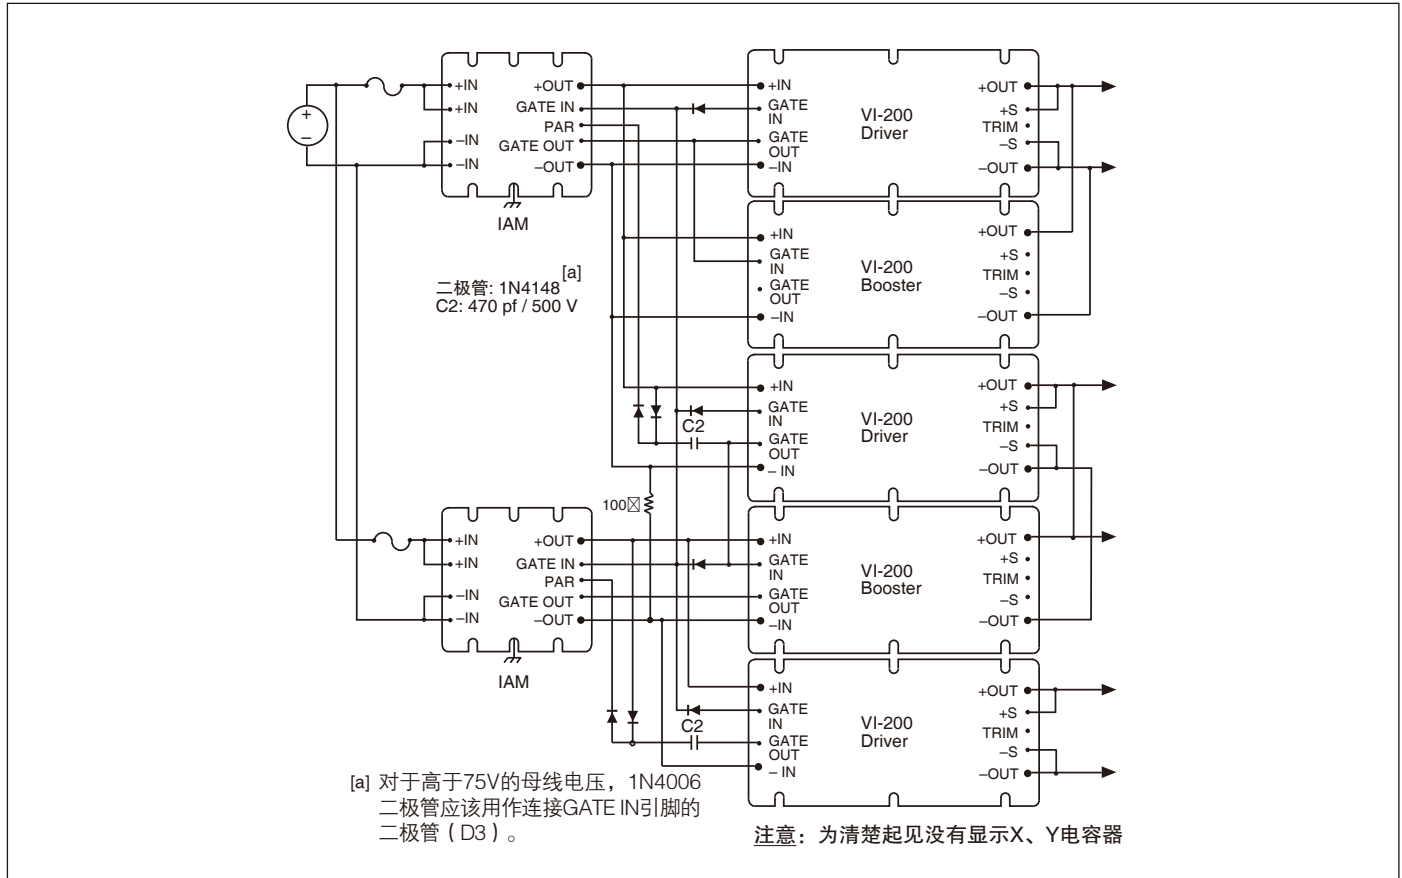 +
−
+IN
+IN
–IN
–IN
+OUT
GATE IN
PAR
GATE OUT
–OUT
IAM
+IN
GATE
IN
GATE
OUT
–IN
VI-200
Driver
+OUT
+S
TRIM
–S
–OUT
+IN
GATE
IN
GATE
OUT
–IN
VI-200
Booster
+OUT
+S
TRIM
–S
–OUT
二极管: 1N4148 [a]
C2: 470 pf / 500 V
+IN
GATE
IN
GATE
OUT
– IN
VI-200
Driver
+OUT
+S
TRIM
–S
–OUT
C2
100☒
+IN
+IN
–IN
–IN
+OUT
GATE IN
PAR
GATE OUT
–OUT
IAM
+IN
GATE
IN
GATE
OUT
–IN
VI-200
Booster
+OUT
+S
TRIM
–S
–OUT
+IN
GATE
IN
GATE
OUT
– IN
VI-200
Driver
+OUT
+S
TRIM
–S
–OUT
C2
[a] 对于高于75V的母线电压，1N4006
二极管应该用作连接GATE IN引脚的
二极管（D3）。
注意：为清楚起见没有显示X、Y电容器